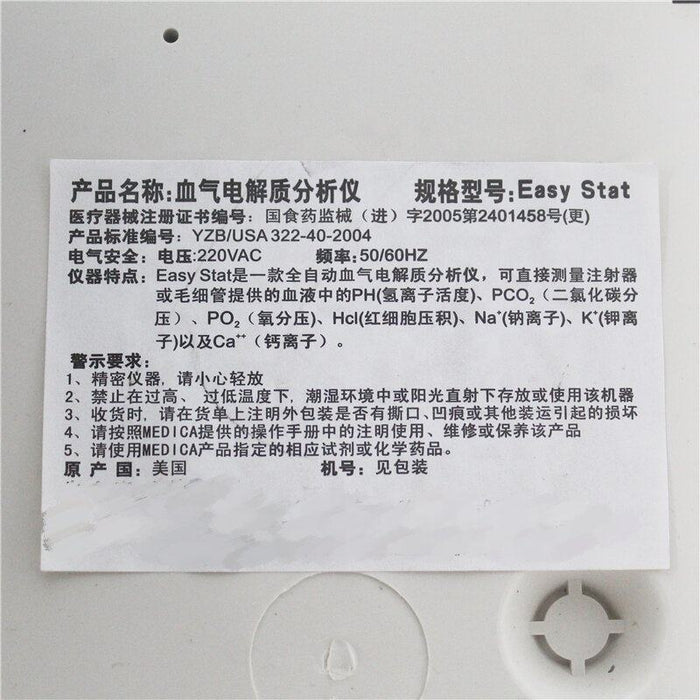 产品名称:血气电解质分析仪 规格型号:Easy Stat
医疗器械注册证书编号：国食药监械（进）字2005第2401458号(更)
产品标准编号：YZB/USA 322-40-2004
电气安全：电压:220VAC 频率:50/60HZ
仪器特点：Easy Stat是一款全自动血气电解质分析仪，可直接测量注射器
或毛细管提供的血液中的PH(氢离子活度)、PCO₂（二氧化碳分
压）、PO₂（氧分压)、Hcl(红细胞压积)、Na⁺(钠离子)、K⁺(钾离
子)以及Ca⁺⁺（钙离子）。
警示要求：
1、精密仪器，请小心轻放
2、禁止在过高、过低温度下，潮湿环境中或阳光直射下存放或使用该机器
3、收货时，请在货单上注明外包装是否有撕口、凹痕或其他装运引起的损坏
4、请按照MEDICA提供的操作手册中的注明使用、维修或保养该产品
5、请使用MEDICA产品指定的相应试剂或化学药品。
原产国：美国 机号：见包装